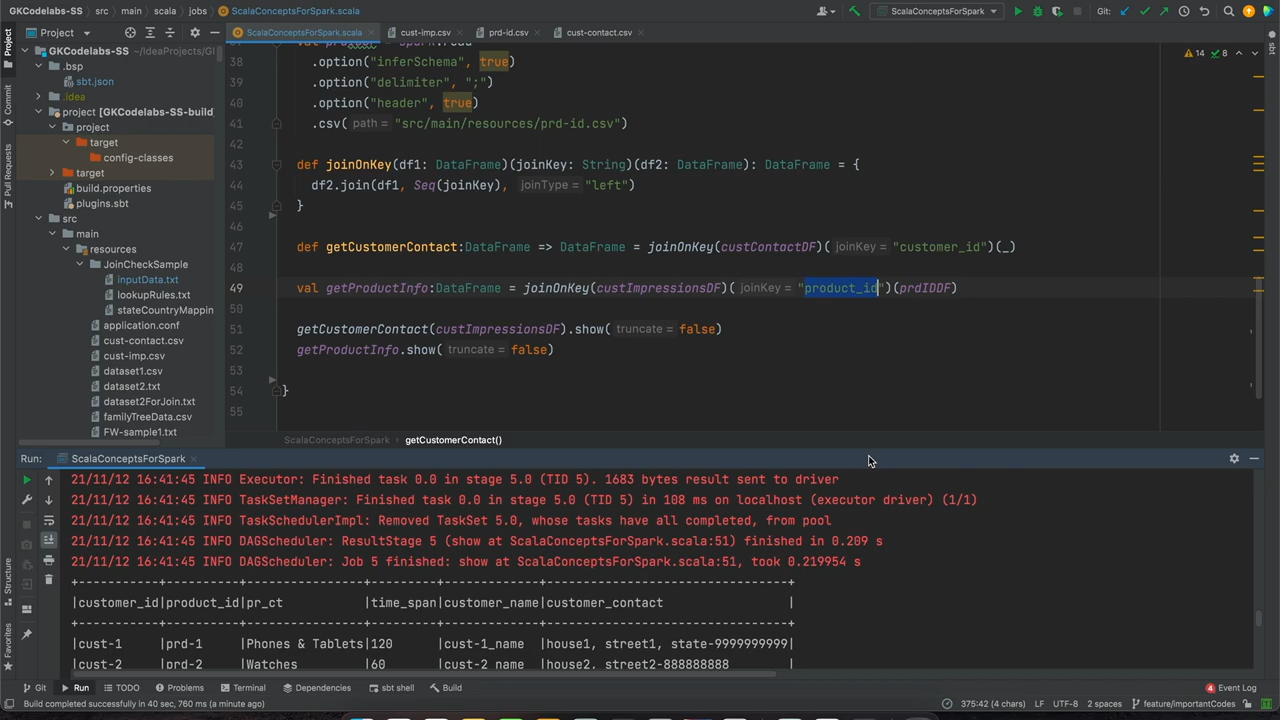 GKCodelabs-SS > src > main > scala > jobs > ScalaConceptsForSpark.scala
ScalaConceptsForSpark
Git:
Project
ScalaConceptsForSpark.scala
cust-imp.csv
prd-id.csv
cust-contact.csv
GKCodelabs-SS ~/IdeaProjects/G
.bsp
sbt.json
.idea
project [GKCodelabs-SS-build]
project
target
config-classes
target
build.properties
plugins.sbt
src
main
resources
JoinCheckSample
inputData.txt
lookupRules.txt
stateCountryMappin
application.conf
cust-contact.csv
cust-imp.csv
dataset1.csv
dataset2.txt
dataset2ForJoin.txt
familyTreeData.csv
FW-sample1.txt
Project
Commit
Pull Requests
Structure
Favorites
sbt
14 8
38 .option("inferSchema", true)
39 .option("delimiter", ";")
40 .option("header", true)
41 .csv( path = "src/main/resources/prd-id.csv")
42
43 def joinOnKey(df1: DataFrame)(joinKey: String)(df2: DataFrame): DataFrame = {
44 df2.join(df1, Seq(joinKey), joinType = "left")
45 }
46
47 def getCustomerContact:DataFrame => DataFrame = joinOnKey(custContactDF)( joinKey = "customer_id")(_)
48
49 val getProductInfo:DataFrame = joinOnKey(custImpressionsDF)( joinKey = "product_id")(prdIDDF)
51 getCustomerContact(custImpressionsDF).show( truncate = false)
52 getProductInfo.show( truncate = false)
53
54 }
55
ScalaConceptsForSpark > getCustomerContact()
Run: ScalaConceptsForSpark
21/11/12 16:41:45 INFO Executor: Finished task 0.0 in stage 5.0 (TID 5). 1683 bytes result sent to driver
21/11/12 16:41:45 INFO TaskSetManager: Finished task 0.0 in stage 5.0 (TID 5) in 108 ms on localhost (executor driver) (1/1)
21/11/12 16:41:45 INFO TaskSchedulerImpl: Removed TaskSet 5.0, whose tasks have all completed, from pool
21/11/12 16:41:45 INFO DAGScheduler: ResultStage 5 (show at ScalaConceptsForSpark.scala:51) finished in 0.209 s
21/11/12 16:41:45 INFO DAGScheduler: Job 5 finished: show at ScalaConceptsForSpark.scala:51, took 0.219954 s
+-----------+----------+----------------+---------+-------------+---------------------------------+
|customer_id|product_id|pr_ct           |time_span|customer_name|customer_contact                 |
+-----------+----------+----------------+---------+-------------+---------------------------------+
|cust-1     |prd-1     |Phones & Tablets|120      |cust-1_name  |house1, street1, state-9999999999|
|cust-2     |prd-2     |Watches         |60       |cust-2_name  |house2, street2-888888888        |
Git Run TODO Problems Terminal Dependencies sbt shell Build
4 Event Log
Build completed successfully in 40 sec, 760 ms (a minute ago)
375:42 (4 chars) LF UTF-8 2 spaces feature/importantCodes